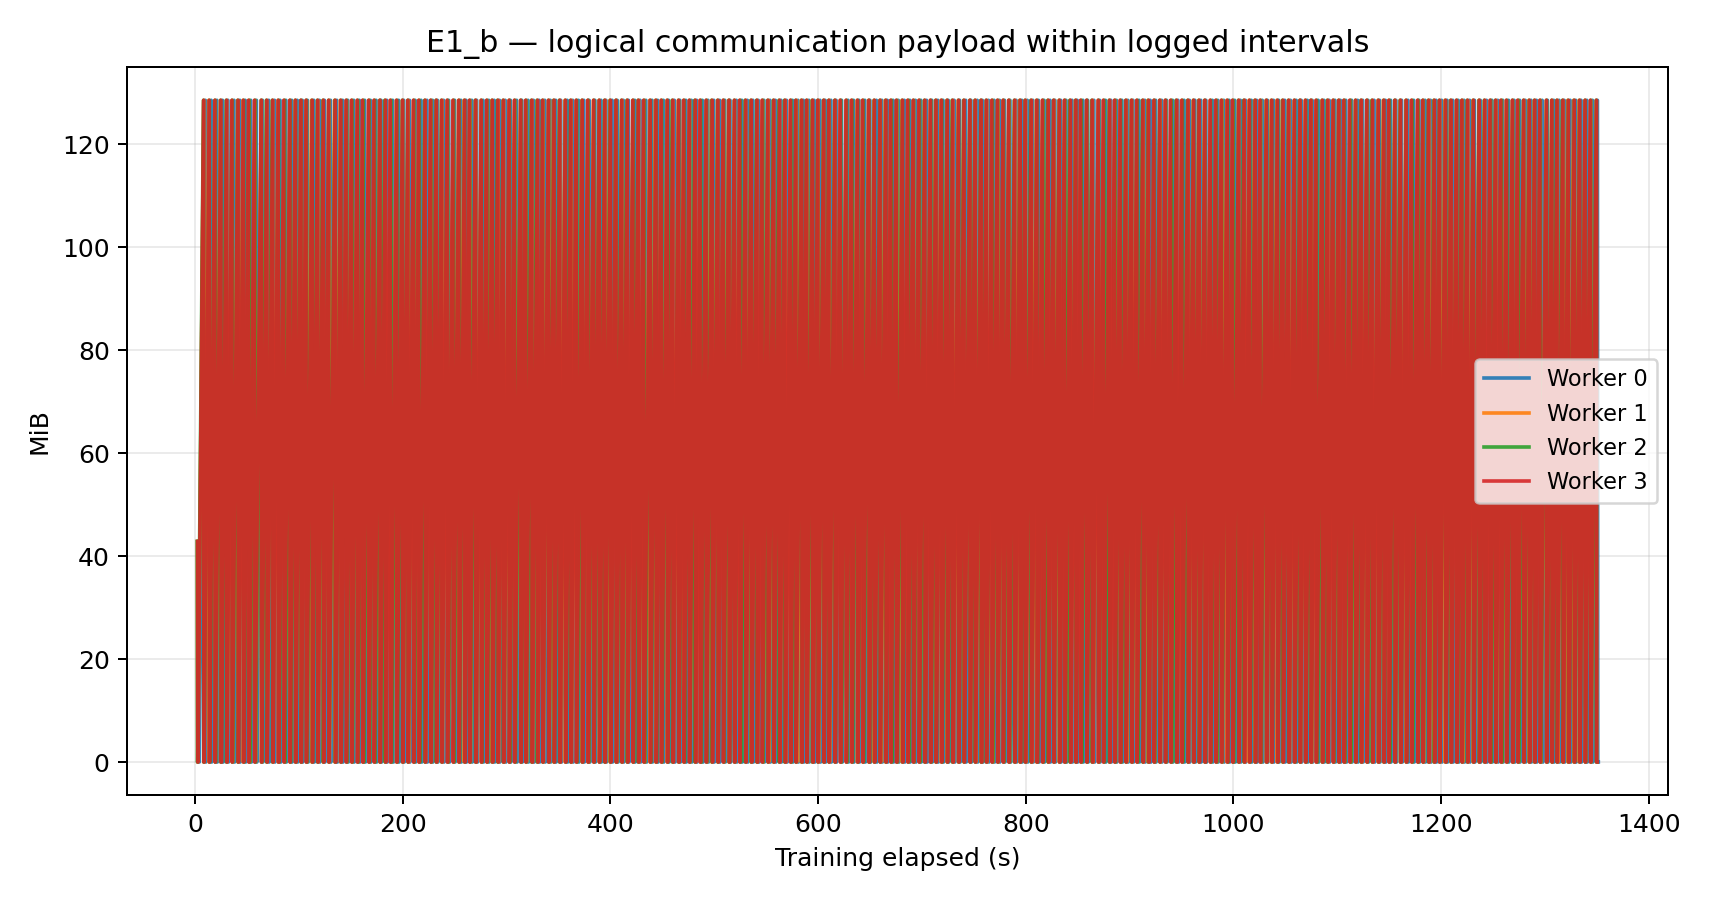 E1_b — logical communication payload within logged intervals
MiB
120
100
80
60
40
20
0
Worker 0
Worker 1
Worker 2
Worker 3
0 200 400 600 800 1000 1200 1400
Training elapsed (s)